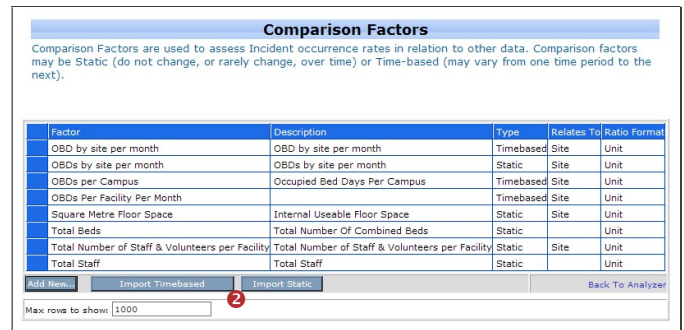 Comparison Factors
Comparison Factors are used to assess Incident occurrence rates in relation to other data. Comparison factors
may be Static (do not change, or rarely change, over time) or Time-based (may vary from one time period to the
next).
Factor Description Type Relates To Ratio Format
OBD by site per month OBD by site per month Timebased Site Unit
OBDs by site per month OBDs by site per month Static Site Unit
OBDs per Campus Occupied Bed Days Per Campus Timebased Site Unit
OBDs Per Facility Per Month Timebased Site Unit
Square Metre Floor Space Internal Useable Floor Space Static Site Unit
Total Beds Total Number Of Combined Beds Static Unit
Total Number of Staff & Volunteers per Facility Total Number of Staff & Volunteers per Facility Static Site Unit
Total Staff Total Staff Static Unit
Add New... Import Timebased Import Static Back To Analyzer
2
Max rows to show: 1000